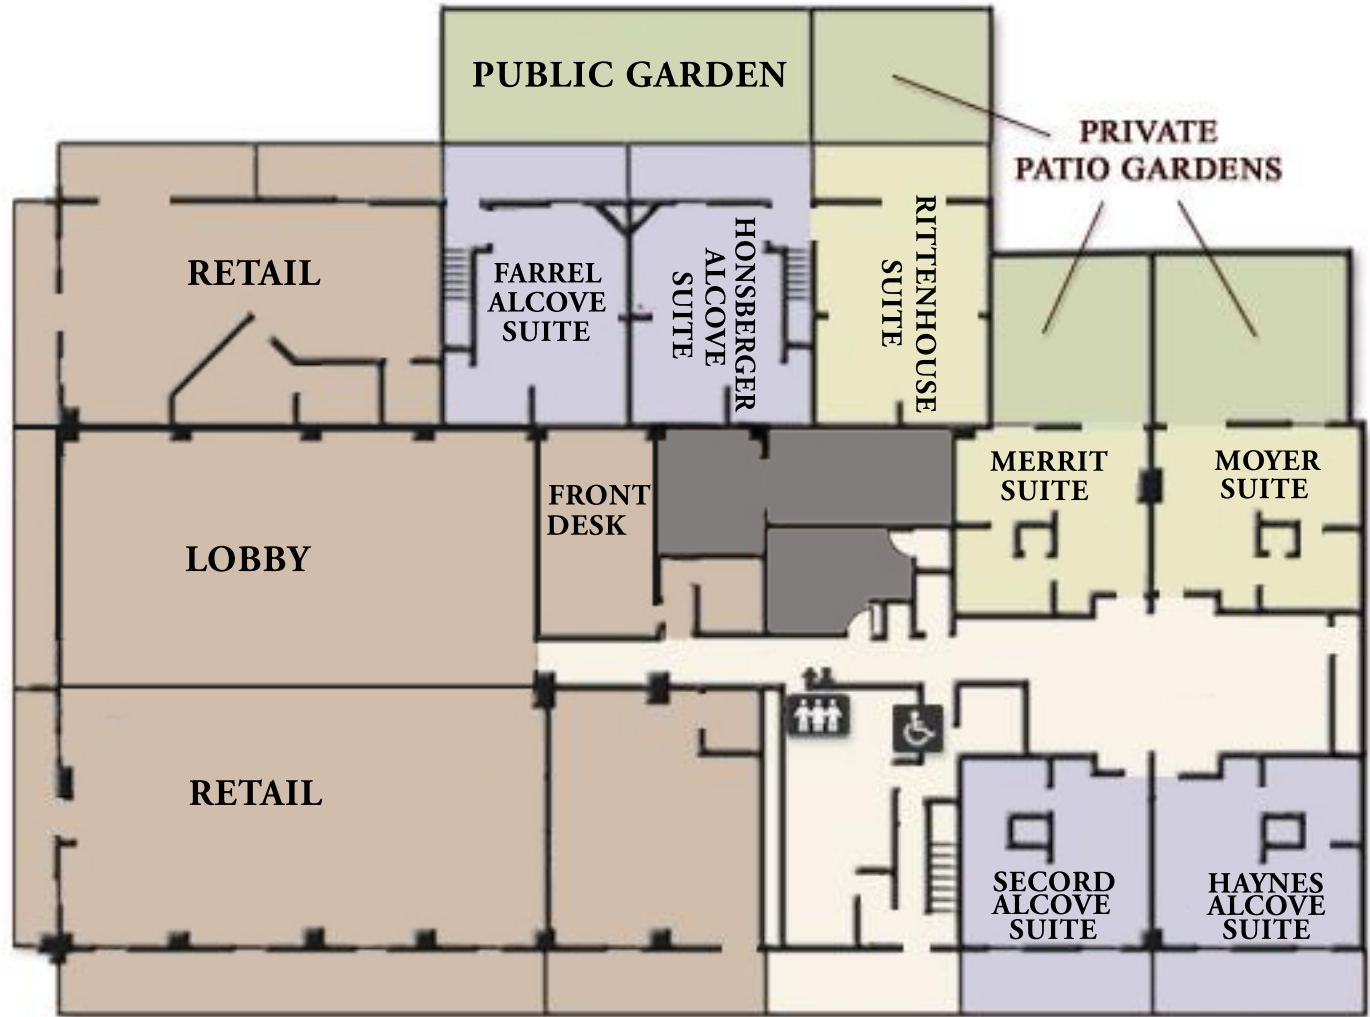 PUBLIC GARDEN
PRIVATE
PATIO GARDENS
RETAIL
FARREL
ALCOVE
SUITE
HONSBERGER
ALCOVE
SUITE
RITTENHOUSE
SUITE
MERRIT
SUITE
MOYER
SUITE
FRONT
DESK
LOBBY
RETAIL
SECORD
ALCOVE
SUITE
HAYNES
ALCOVE
SUITE